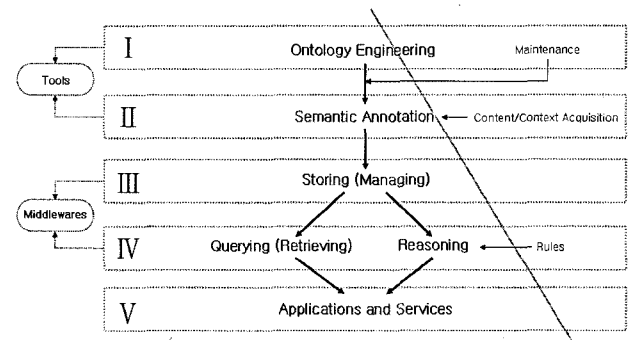 I
Ontology Engineering
Maintenance
Tools
II
Semantic Annotation
Content/Context Acquisition
III
Storing (Managing)
Middlewares
IV
Querying (Retrieving)
Reasoning
Rules
V
Applications and Services